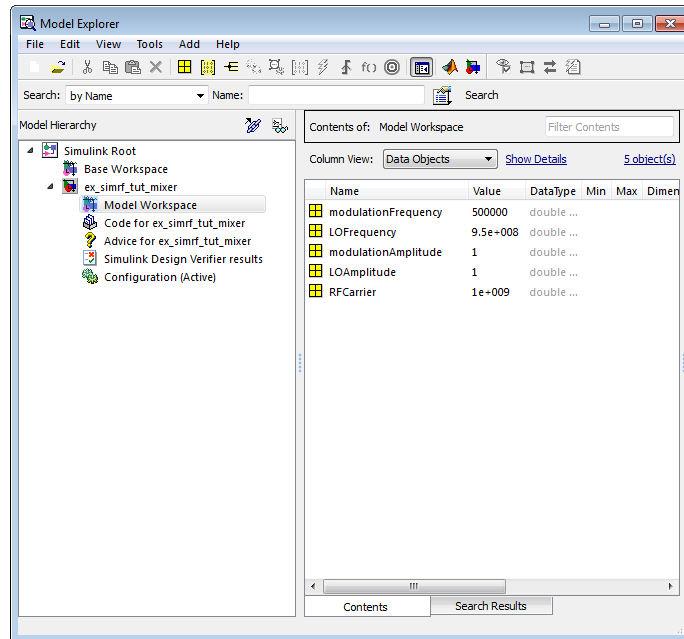 Model Explorer
File Edit View Tools Add Help
f()
Search: by Name Name: Search
Model Hierarchy
Contents of: Model Workspace Filter Contents
Column View: Data Objects Show Details 5 object(s)
Simulink Root
Base Workspace
ex_simrf_tut_mixer
Model Workspace
Code for ex_simrf_tut_mixer
Advice for ex_simrf_tut_mixer
Simulink Design Verifier results
Configuration (Active)
Name Value DataType Min Max Dimen
modulationFrequency 500000 double ...
LOFrequency 9.5e+008 double ...
modulationAmplitude 1 double ...
LOAmplitude 1 double ...
RFCarrier 1e+009 double ...
Contents Search Results